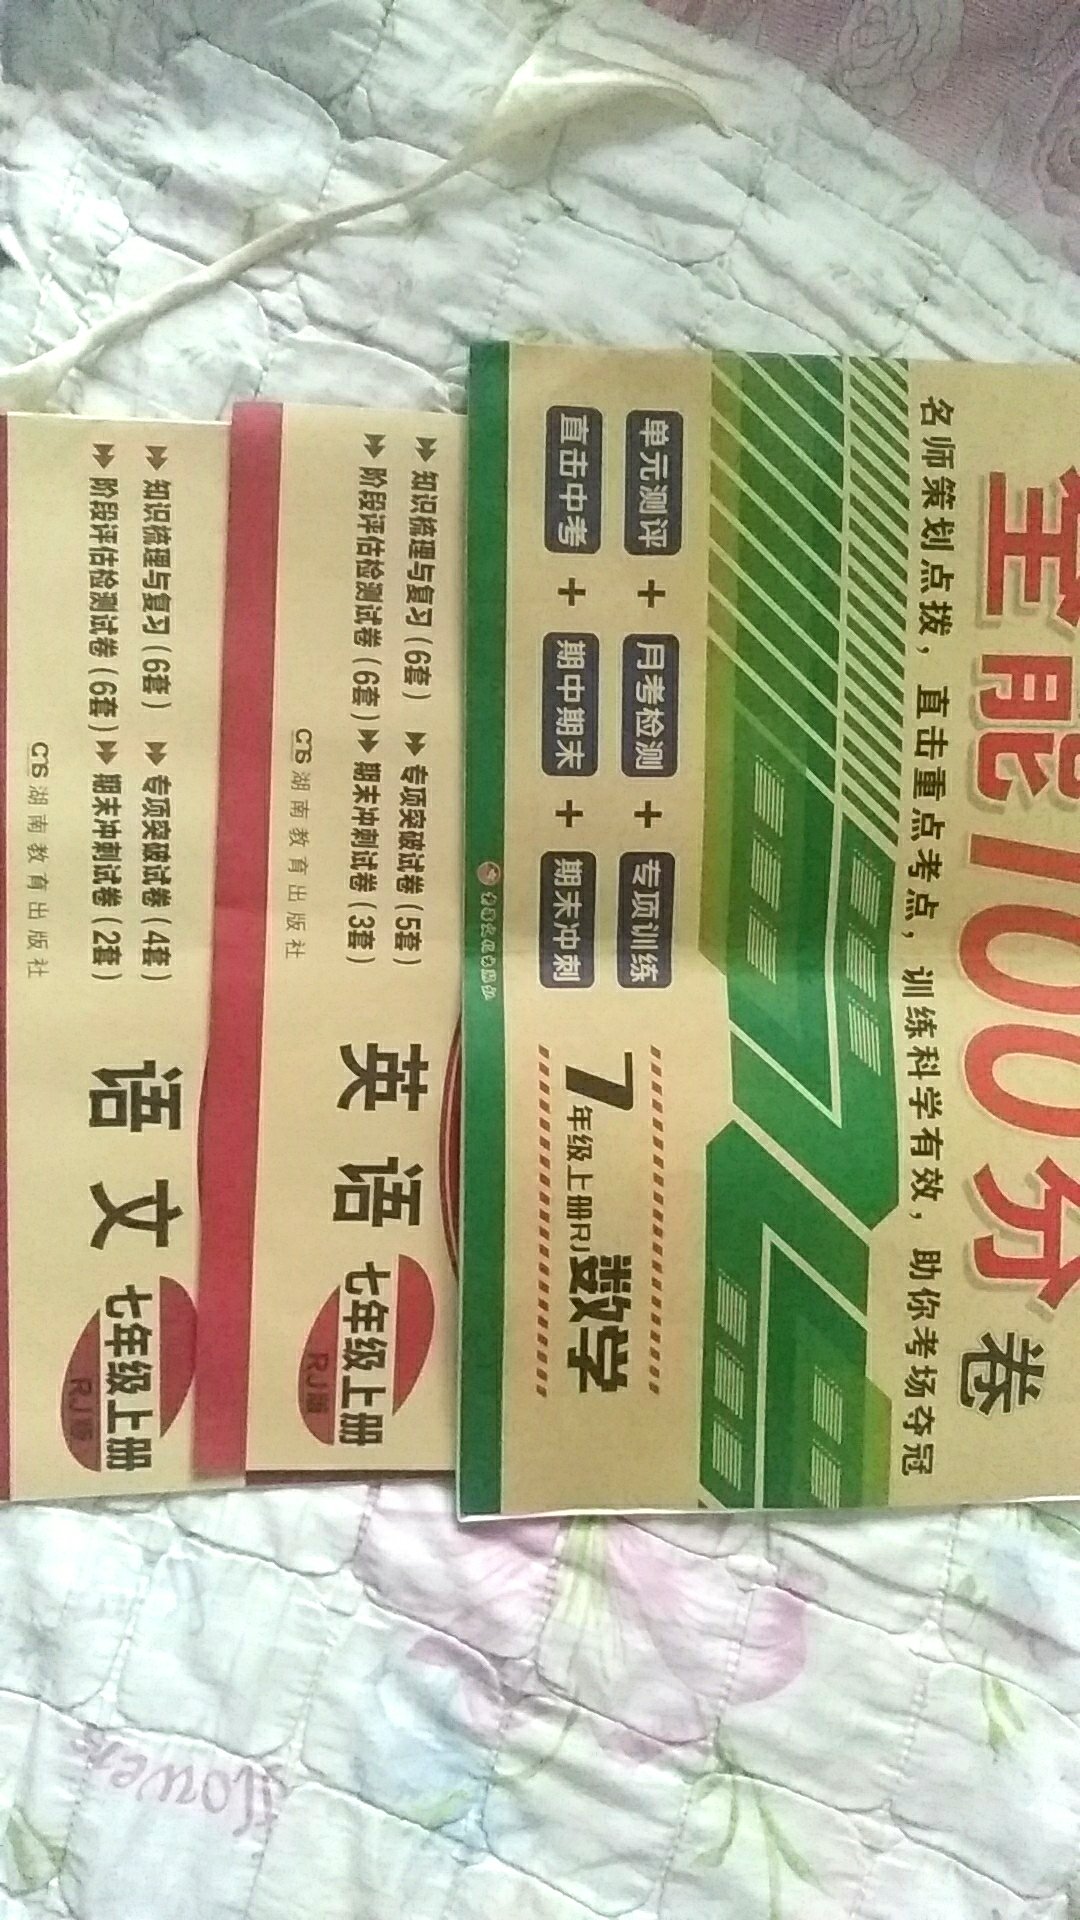 全能100分卷
名师策划点拨，直击重点考点，训练科学有效，助你考场夺冠
单元测评 + 月考检测 + 专项训练
直击中考 + 期中期末 + 期末冲刺
7年级上册RJ数学
知识梳理与复习(6套) 专项突破试卷(5套)
阶段评估检测试卷(6套) 期末冲刺试卷(3套)
英语 七年级上册
RJ版
湖南教育出版社
知识梳理与复习(6套) 专项突破试卷(4套)
阶段评估检测试卷(6套) 期末冲刺试卷(2套)
语文 七年级上册
RJ版
湖南教育出版社
flowers